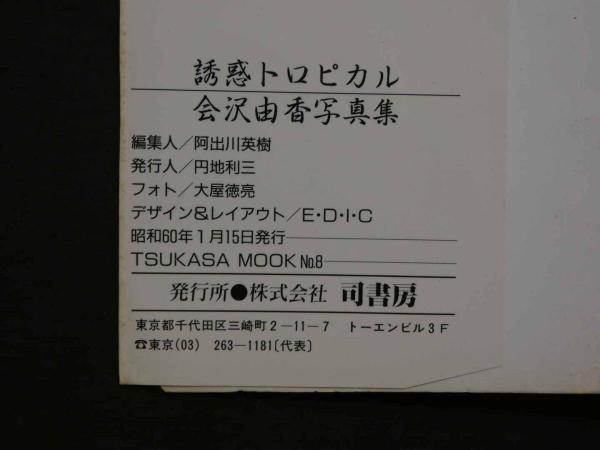 誘惑トロピカル
会沢由香写真集
編集人／阿出川英樹
発行人／円地利三
フォト／大屋徳亮
デザイン&レイアウト／E・D・I・C
昭和60年1月15日発行
TSUKASA MOOK No.8
発行所●株式会社 司書房
東京都千代田区三崎町2―11―7 トーエンビル3F
☎東京(03) 263―1181〔代表〕